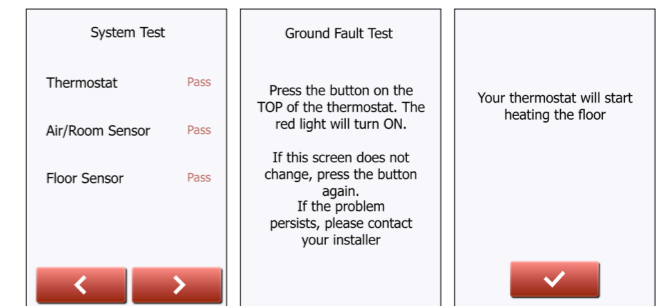 System Test
Thermostat Pass
Air/Room Sensor Pass
Floor Sensor Pass
Ground Fault Test
Press the button on the
TOP of the thermostat. The
red light will turn ON.
If this screen does not
change, press the button
again.
If the problem
persists, please contact
your installer
Your thermostat will start
heating the floor